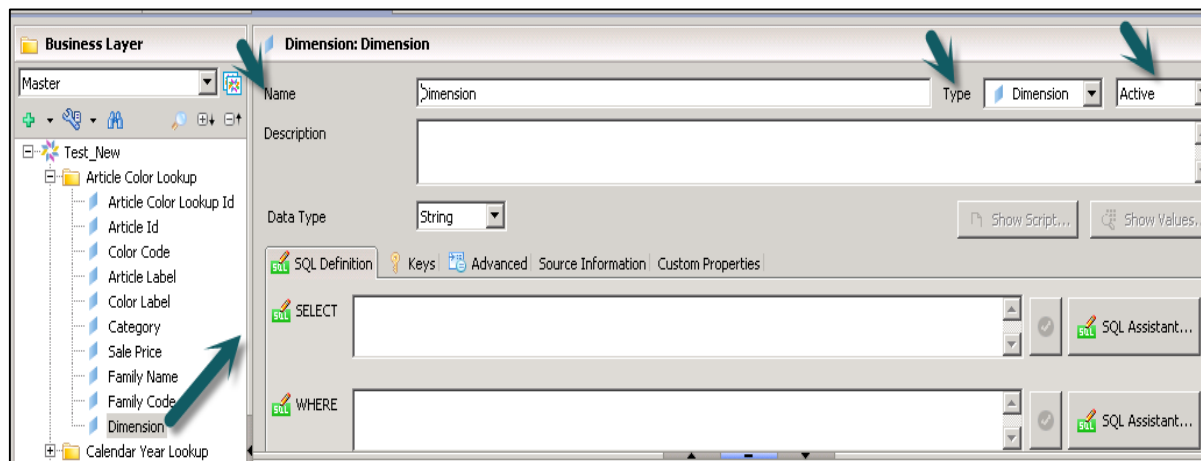 Business Layer
Master
Test_New
Article Color Lookup
Article Color Lookup Id
Article Id
Color Code
Article Label
Color Label
Category
Sale Price
Family Name
Family Code
Dimension
Calendar Year Lookup
Dimension: Dimension
Name Dimension Type Dimension Active
Description
Data Type String Show Script... Show Values..
SQL Definition Keys Advanced Source Information Custom Properties
SELECT SQL Assistant...
WHERE SQL Assistant...